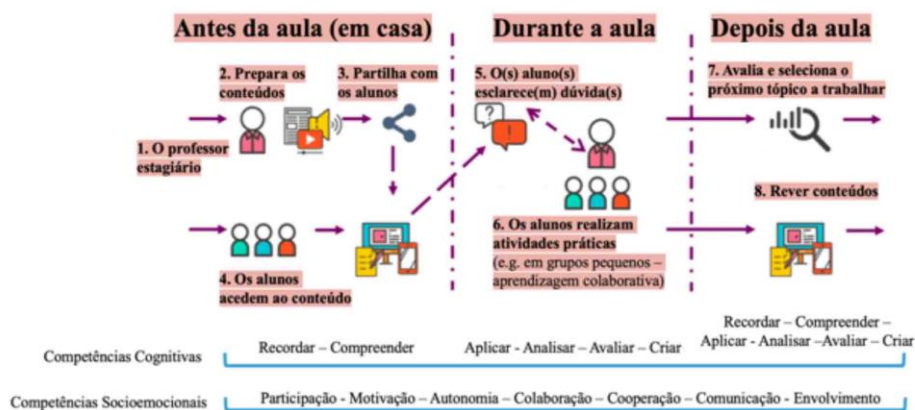 Antes da aula (em casa)
Durante a aula
Depois da aula
1. O professor
estagiário
2. Prepara os
conteúdos
3. Partilha com
os alunos
4. Os alunos
acedem ao conteúdo
5. O(s) aluno(s)
esclarece(m) dúvida(s)
6. Os alunos realizam
atividades práticas
(e.g. em grupos pequenos –
aprendizagem colaborativa)
7. Avalia e seleciona o
próximo tópico a trabalhar
8. Rever conteúdos
Competências Cognitivas
Recordar – Compreender
Aplicar - Analisar – Avaliar – Criar
Recordar – Compreender –
Aplicar - Analisar –Avaliar – Criar
Competências Socioemocionais
Participação - Motivação – Autonomia – Colaboração – Cooperação – Comunicação - Envolvimento